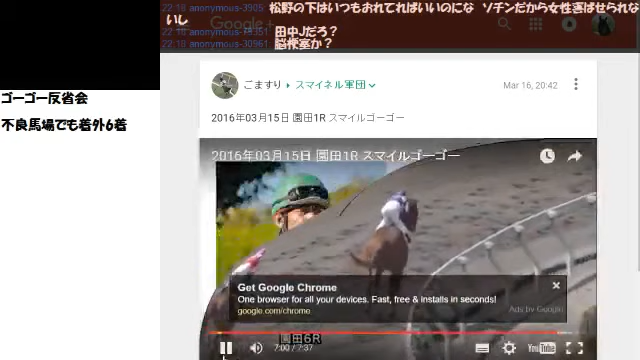 22:18 anonymous-3905: 松野の下はいつもおれてればいいのにな　ソチンだから女性喜ばせられな
いし
Google +
田中Jだろ？
22:18 anonymous-30961: 脳梗塞か？
ゴーゴー反省会
不良馬場でも着外6着
ごますり ▶ スマイネル軍団
Mar 16, 20:42
2016年03月15日 園田1R スマイルゴーゴー
2016年03月15日 園田1R スマイルゴーゴー
Get Google Chrome
One browser for all your devices. Fast, free & installs in seconds!
google.com/chrome
Ads by Google
園田6R
7:00 / 7:37
YouTube